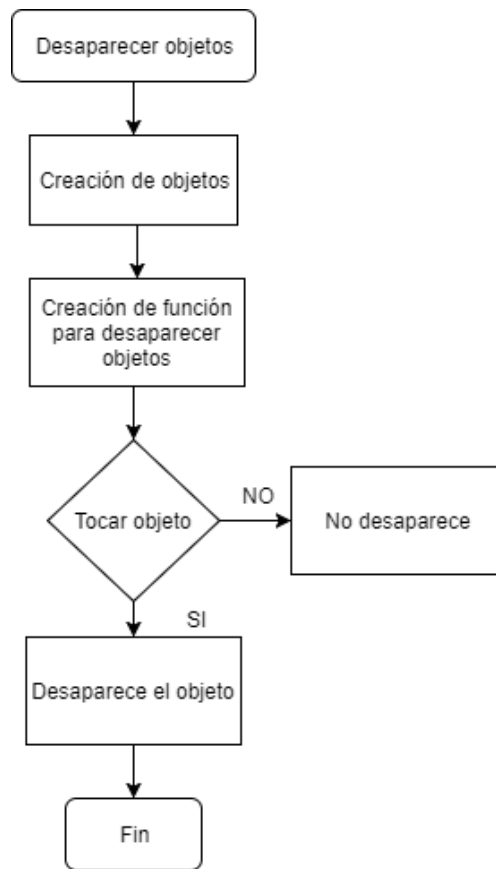 Desaparecer objetos
Creación de objetos
Creación de función
para desaparecer
objetos
Tocar objeto
NO
No desaparece
SI
Desaparece el objeto
Fin